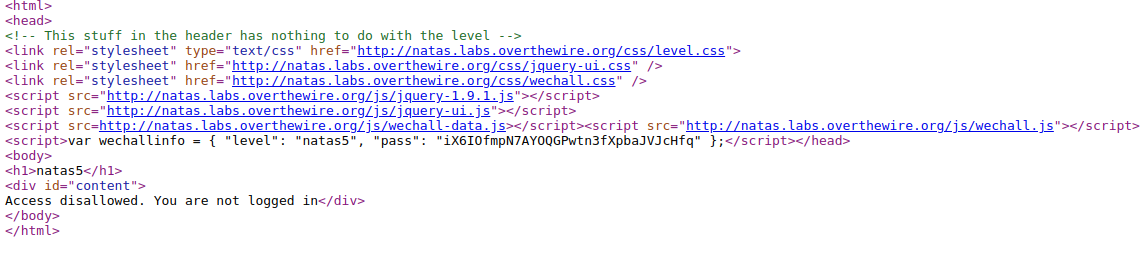 <html>
<head>
<!-- This stuff in the header has nothing to do with the level -->
<link rel="stylesheet" type="text/css" href="http://natas.labs.overthewire.org/css/level.css">
<link rel="stylesheet" href="http://natas.labs.overthewire.org/css/jquery-ui.css" />
<link rel="stylesheet" href="http://natas.labs.overthewire.org/css/wechall.css" />
<script src="http://natas.labs.overthewire.org/js/jquery-1.9.1.js"></script>
<script src="http://natas.labs.overthewire.org/js/jquery-ui.js"></script>
<script src=http://natas.labs.overthewire.org/js/wechall-data.js></script><script src="http://natas.labs.overthewire.org/js/wechall.js"></script>
<script>var wechallinfo = { "level": "natas5", "pass": "iX6IOfmpN7AYOQGPwtn3fXpbaJVJcHfq" };</script></head>
<body>
<h1>natas5</h1>
<div id="content">
Access disallowed. You are not logged in</div>
</body>
</html>